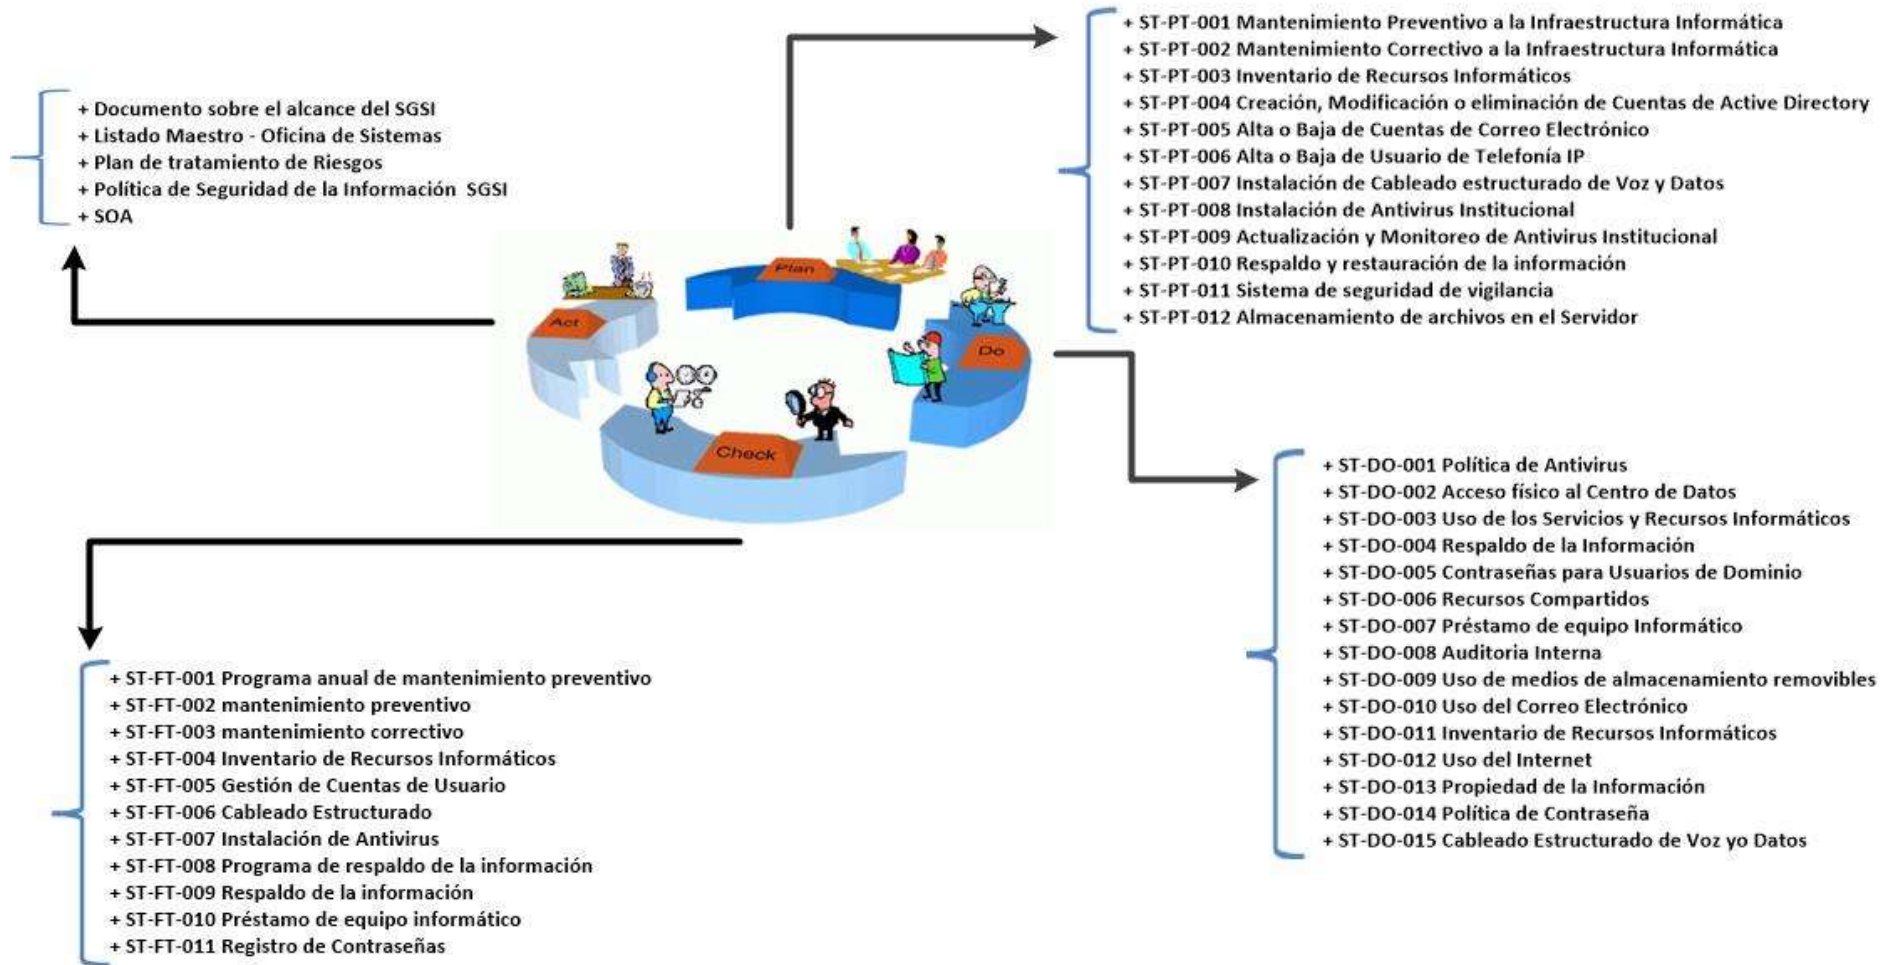 + Documento sobre el alcance del SGSI
+ Listado Maestro - Oficina de Sistemas
+ Plan de tratamiento de Riesgos
+ Política de Seguridad de la Información SGSI
+ SOA
+ ST-PT-001 Mantenimiento Preventivo a la Infraestructura Informática
+ ST-PT-002 Mantenimiento Correctivo a la Infraestructura Informática
+ ST-PT-003 Inventario de Recursos Informáticos
+ ST-PT-004 Creación, Modificación o eliminación de Cuentas de Active Directory
+ ST-PT-005 Alta o Baja de Cuentas de Correo Electrónico
+ ST-PT-006 Alta o Baja de Usuario de Telefonía IP
+ ST-PT-007 Instalación de Cableado estructurado de Voz y Datos
+ ST-PT-008 Instalación de Antivirus Institucional
+ ST-PT-009 Actualización y Monitoreo de Antivirus Institucional
+ ST-PT-010 Respaldo y restauración de la información
+ ST-PT-011 Sistema de seguridad de vigilancia
+ ST-PT-012 Almacenamiento de archivos en el Servidor
Plan
Act
Do
Check
+ ST-DO-001 Política de Antivirus
+ ST-DO-002 Acceso físico al Centro de Datos
+ ST-DO-003 Uso de los Servicios y Recursos Informáticos
+ ST-DO-004 Respaldo de la Información
+ ST-DO-005 Contraseñas para Usuarios de Dominio
+ ST-DO-006 Recursos Compartidos
+ ST-DO-007 Préstamo de equipo Informático
+ ST-DO-008 Auditoria Interna
+ ST-DO-009 Uso de medios de almacenamiento removibles
+ ST-DO-010 Uso del Correo Electrónico
+ ST-DO-011 Inventario de Recursos Informáticos
+ ST-DO-012 Uso del Internet
+ ST-DO-013 Propiedad de la Información
+ ST-DO-014 Política de Contraseña
+ ST-DO-015 Cableado Estructurado de Voz yo Datos
+ ST-FT-001 Programa anual de mantenimiento preventivo
+ ST-FT-002 mantenimiento preventivo
+ ST-FT-003 mantenimiento correctivo
+ ST-FT-004 Inventario de Recursos Informáticos
+ ST-FT-005 Gestión de Cuentas de Usuario
+ ST-FT-006 Cableado Estructurado
+ ST-FT-007 Instalación de Antivirus
+ ST-FT-008 Programa de respaldo de la información
+ ST-FT-009 Respaldo de la información
+ ST-FT-010 Préstamo de equipo informático
+ ST-FT-011 Registro de Contraseñas